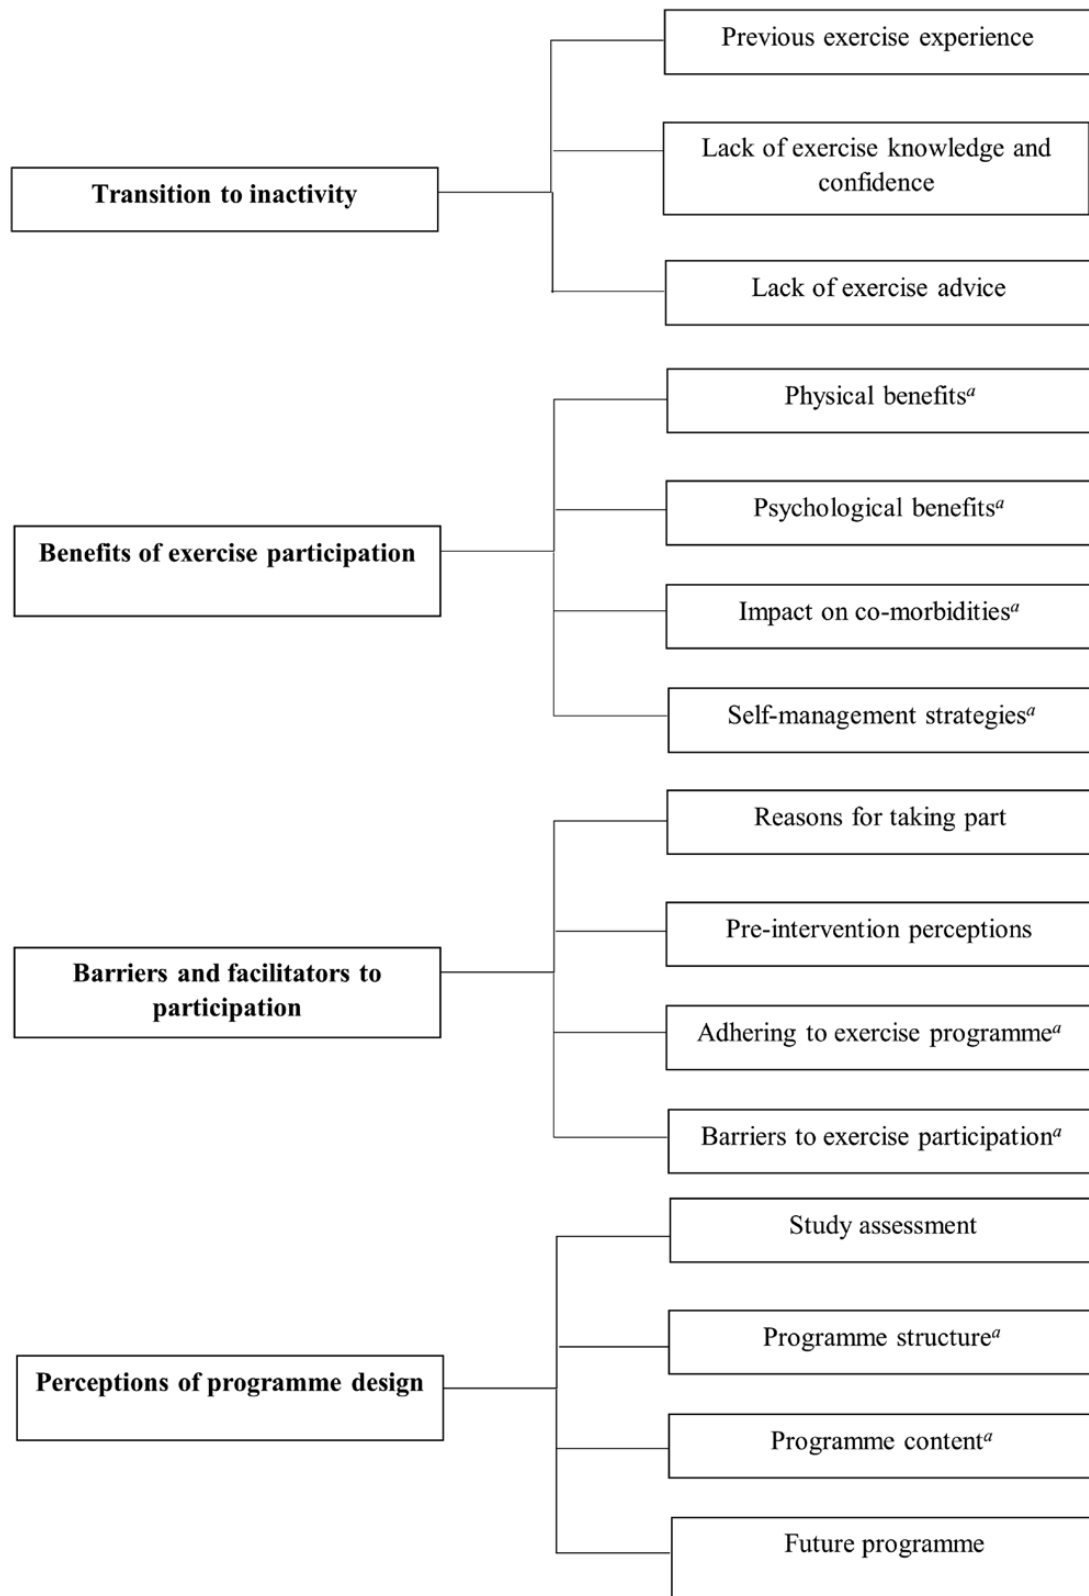 Transition to inactivity
Previous exercise experience
Lack of exercise knowledge and
confidence
Lack of exercise advice
Benefits of exercise participation
Physical benefitsᵃ
Psychological benefitsᵃ
Impact on co-morbiditiesᵃ
Self-management strategiesᵃ
Barriers and facilitators to
participation
Reasons for taking part
Pre-intervention perceptions
Adhering to exercise programmeᵃ
Barriers to exercise participationᵃ
Perceptions of programme design
Study assessment
Programme structureᵃ
Programme contentᵃ
Future programme